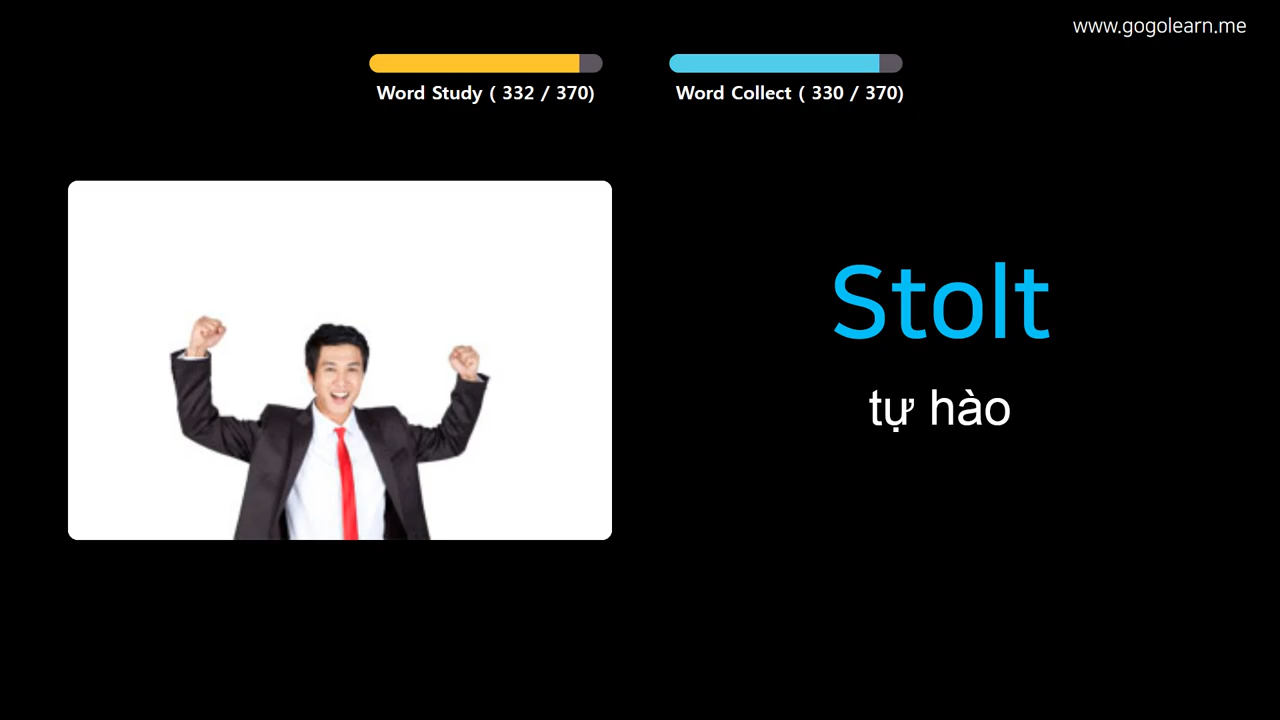 www.gogolearn.me
Word Study ( 332 / 370)
Word Collect ( 330 / 370)
Stolt
tự hào